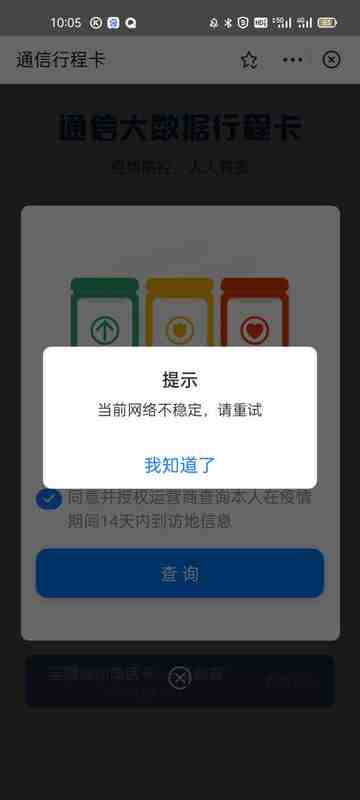 10:05
通信行程卡
通信大数据行程卡
疫情防控，人人有责
提示
当前网络不稳定，请重试
我知道了
同意并授权运营商查询本人在疫情
期间14天内到访地信息
查询